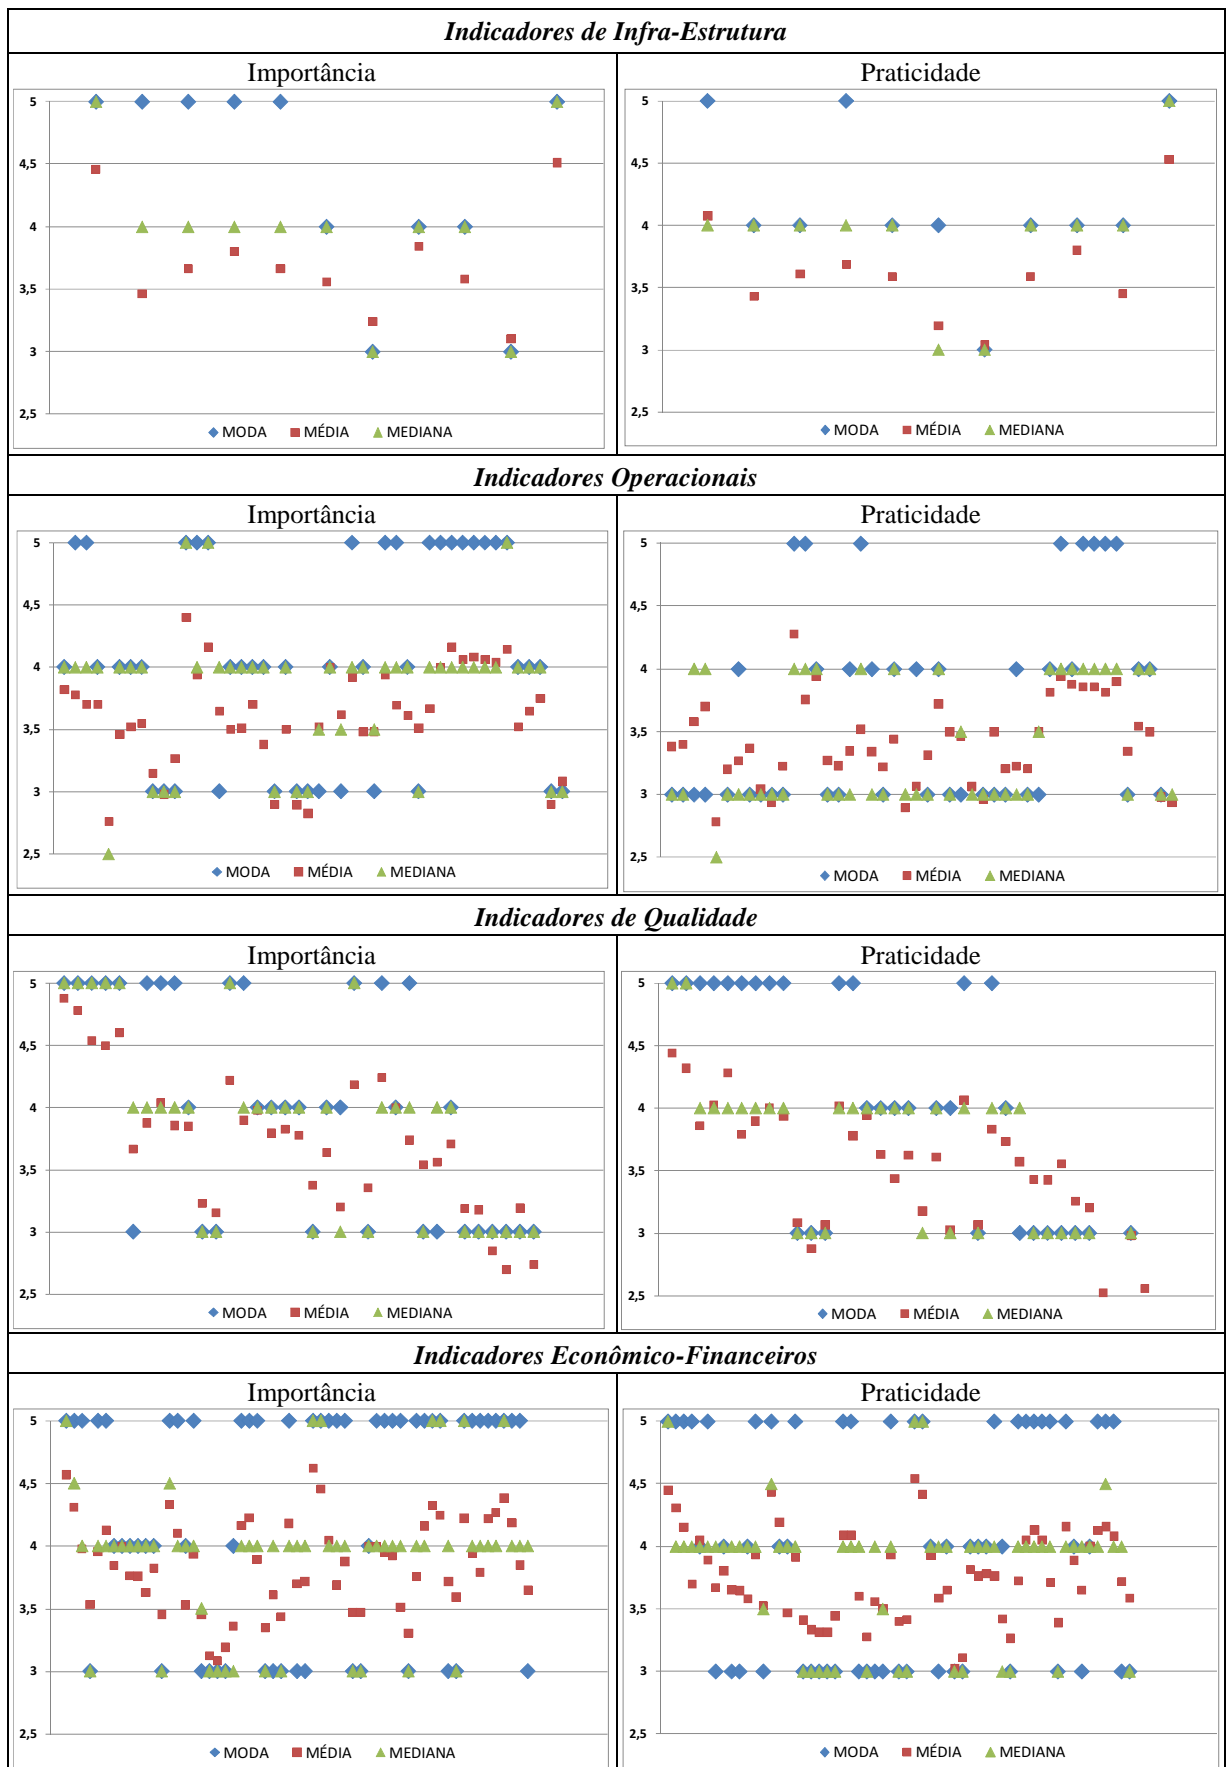 Indicadores de Infra-Estrutura
Importância
Praticidade
5
4,5
4
3,5
3
2,5
MODA MÉDIA MEDIANA
5
4,5
4
3,5
3
2,5
MODA MÉDIA MEDIANA
Indicadores Operacionais
Importância
Praticidade
5
4,5
4
3,5
3
2,5
MODA MÉDIA MEDIANA
5
4,5
4
3,5
3
2,5
MODA MÉDIA MEDIANA
Indicadores de Qualidade
Importância
Praticidade
5
4,5
4
3,5
3
2,5
MODA MÉDIA MEDIANA
5
4,5
4
3,5
3
2,5
MODA MÉDIA MEDIANA
Indicadores Econômico-Financeiros
Importância
Praticidade
5
4,5
4
3,5
3
2,5
MODA MÉDIA MEDIANA
5
4,5
4
3,5
3
2,5
MODA MÉDIA MEDIANA